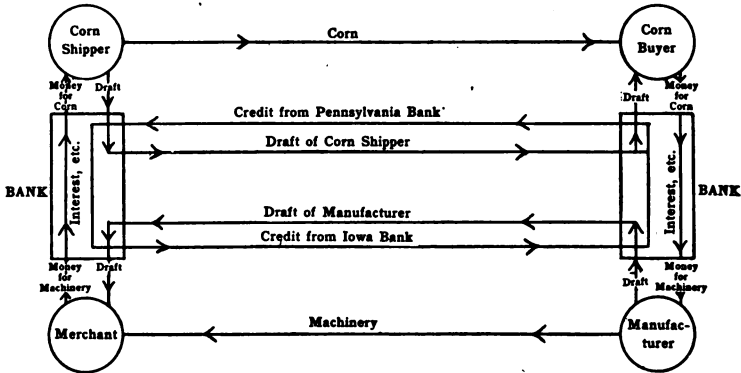 Corn
Shipper
Corn
Corn
Buyer
Money
for
Corn
Draft
Draft
Money
for
Corn
Credit from Pennsylvania Bank
Draft of Corn Shipper
BANK
Interest, etc.
Interest, etc.
BANK
Draft of Manufacturer
Credit from Iowa Bank
Money
for
Machinery
Draft
Draft
Money
for
Machinery
Merchant
Machinery
Manufac-
turer